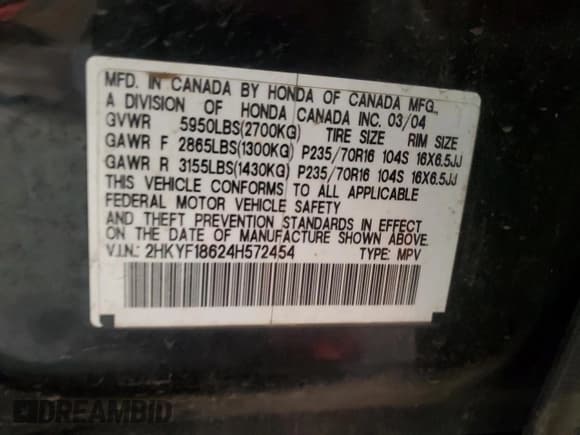 MFD. IN CANADA BY HONDA OF CANADA MFG.,
A DIVISION OF HONDA CANADA INC. 03/04
GVWR 5950LBS(2700KG) TIRE SIZE RIM SIZE
GAWR F 2865LBS(1300KG) P235/70R16 104S 16X6.5JJ
GAWR R 3155LBS(1430KG) P235/70R16 104S 16X6.5JJ
THIS VEHICLE CONFORMS TO ALL APPLICABLE
FEDERAL MOTOR VEHICLE SAFETY
AND THEFT PREVENTION STANDARDS IN EFFECT
ON THE DATE OF MANUFACTURE SHOWN ABOVE.
V.I.N.: 2HKYF18624H572454 TYPE: MPV
DREAMBID